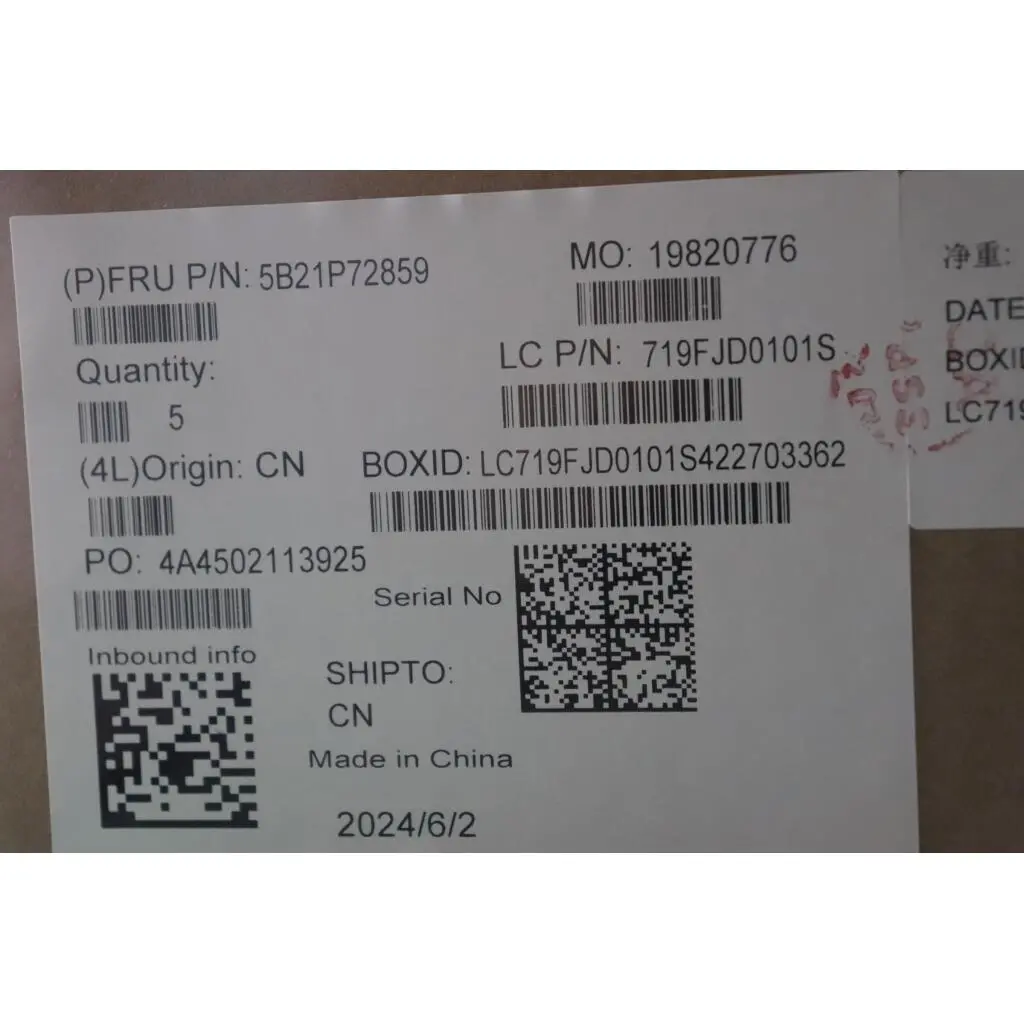 (P)FRU P/N: 5B21P72859
MO: 19820776
Quantity:
5
LC P/N: 719FJD0101S
(4L)Origin: CN
BOXID: LC719FJD0101S422703362
PO: 4A4502113925
Serial No
Inbound info
SHIPTO:
CN
Made in China
2024/6/2
净重:
DATE
BOXID
LC719